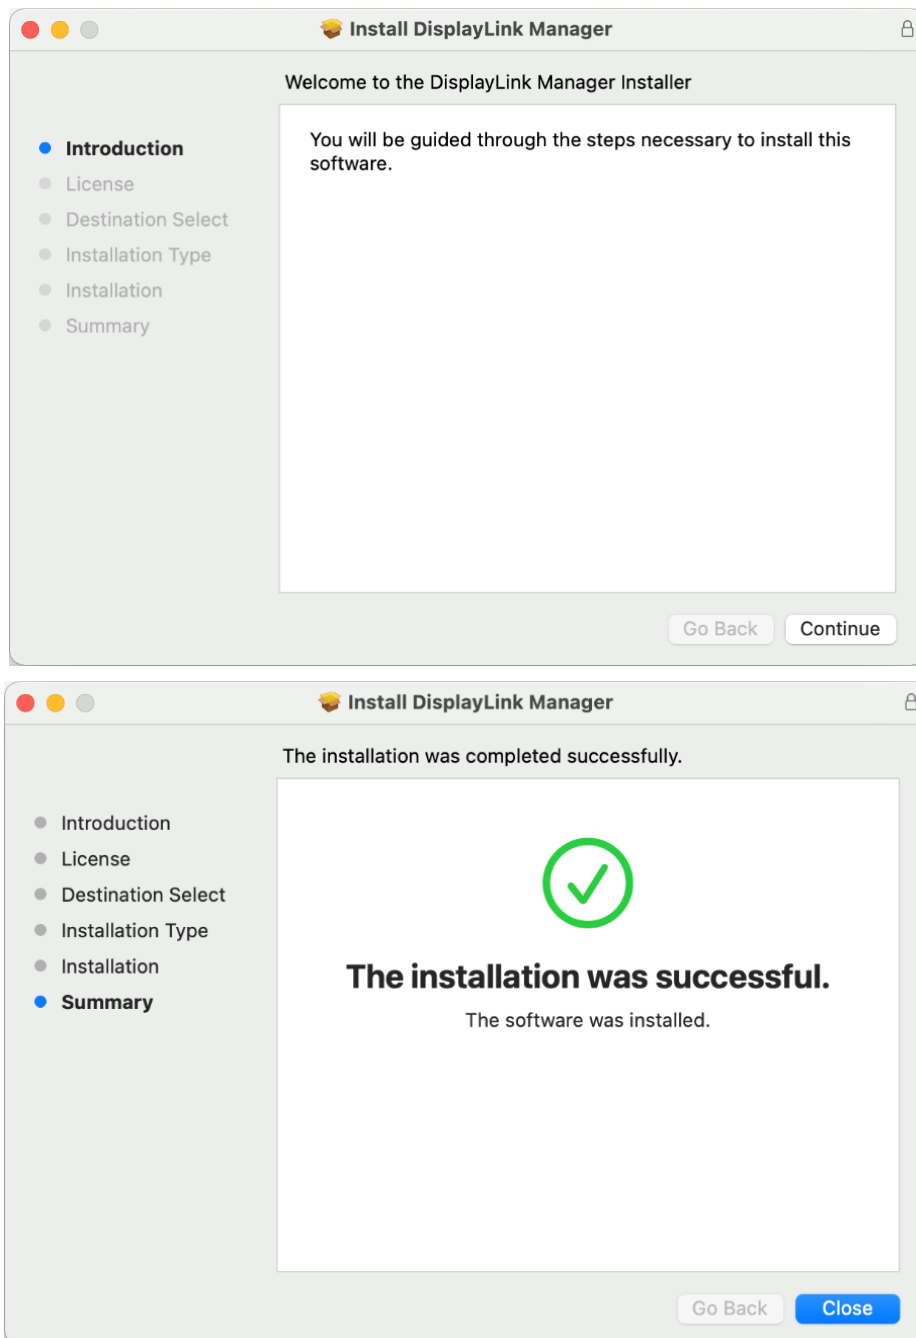 Install DisplayLink Manager
Welcome to the DisplayLink Manager Installer
Introduction
License
Destination Select
Installation Type
Installation
Summary
You will be guided through the steps necessary to install this
software.
Go Back
Continue
Install DisplayLink Manager
The installation was completed successfully.
Introduction
License
Destination Select
Installation Type
Installation
Summary
The installation was successful.
The software was installed.
Go Back
Close